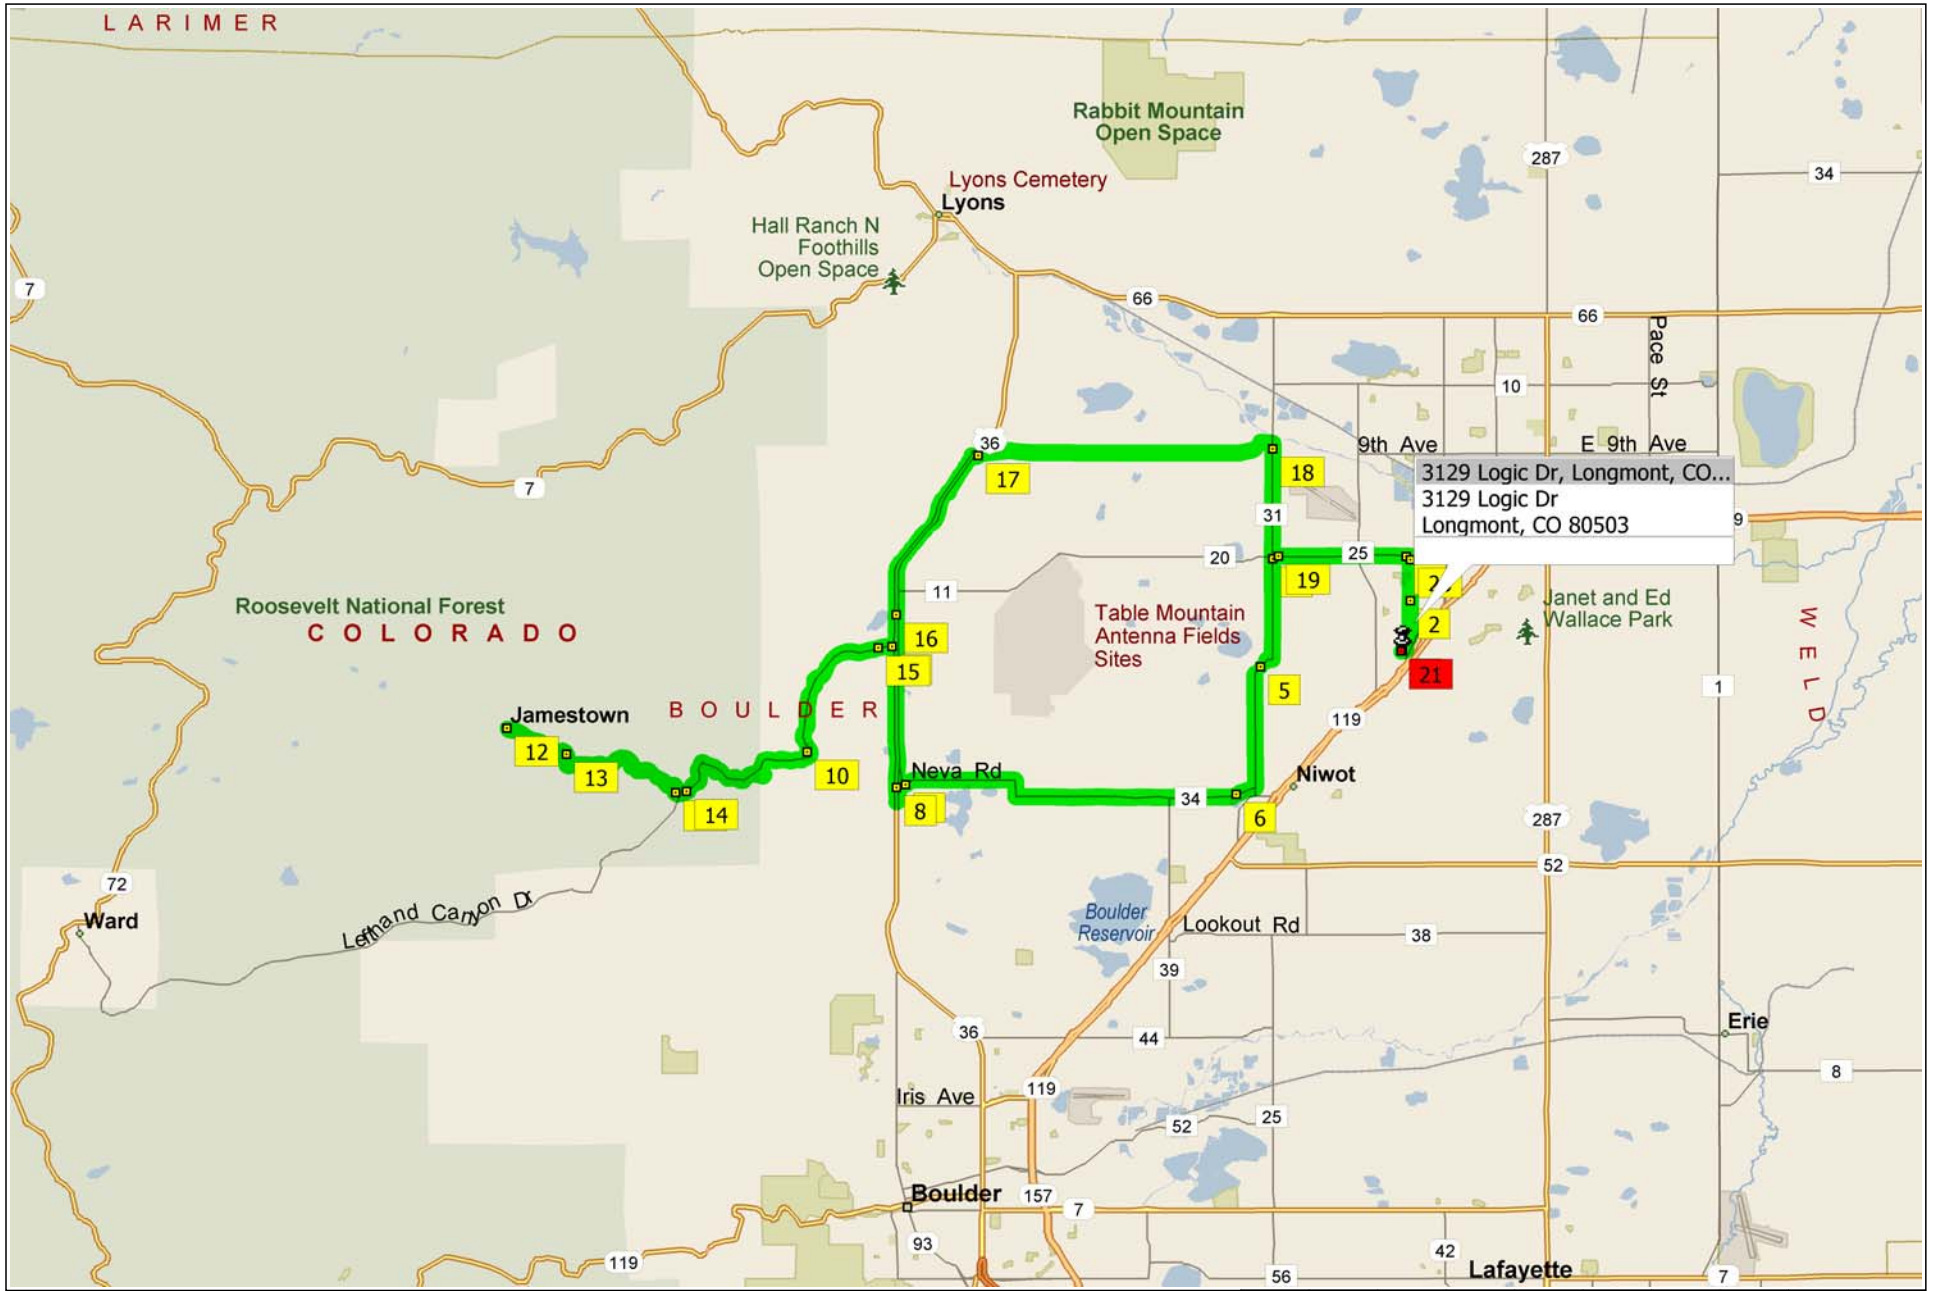 LARIMER
Rabbit Mountain
Open Space
287
34
Lyons Cemetery
Lyons
Hall Ranch N
Foothills
Open Space
7
66
66
Pace St
10
36
9th Ave
E 9th Ave
17
18
7
3129 Logic Dr, Longmont, CO...
3129 Logic Dr
Longmont, CO 80503
31
9
20
25
19
2
11
Roosevelt National Forest
COLORADO
Table Mountain
Antenna Fields
Sites
Janet and Ed
Wallace Park
WELD
16
2
15
21
5
1
Jamestown
BOULDER
119
12
13
10
Neva Rd
Niwot
34
14
8
6
287
52
72
Ward
Lefthand Canyon Dr
Boulder
Reservoir
Lookout Rd
38
39
36
44
Erie
8
Iris Ave
119
52
25
Boulder
157
7
93
119
42
56
Lafayette
7